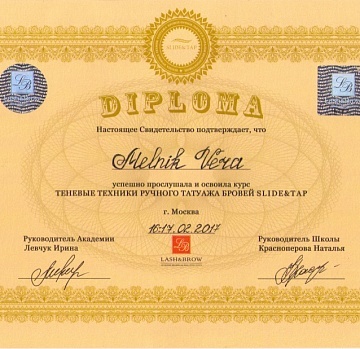 SLIDE&TAP
DIPLOMA
Настоящее Свидетельство подтверждает, что
Melnik Vera
успешно прослушала и освоила курс
ТЕНЕВЫЕ ТЕХНИКИ РУЧНОГО ТАТУАЖА БРОВЕЙ SLIDE&TAP
г. Москва
16-17.02.2017
Руководитель Академии
Левчук Ирина
LB
LASH&BROW
Руководитель Школы
Красноперова Наталья